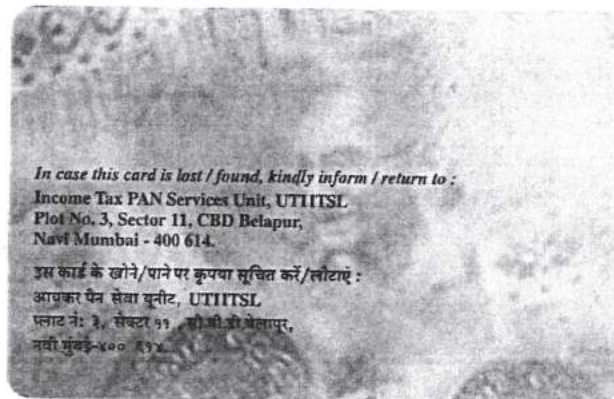 In case this card is lost / found, kindly inform / return to :
Income Tax PAN Services Unit, UTIITSL
Plot No. 3, Sector 11, CBD Belapur,
Navi Mumbai - 400 614.
इस कार्ड के खोने/पाने पर कृपया सूचित करें/लौटाएं :
आयकर पैन सेवा यूनीट, UTIITSL
प्लाट नं: ३, सेक्टर ११ , सी.बी.डी.बेलापुर,
नवी मुंबई-४०० ६१४.